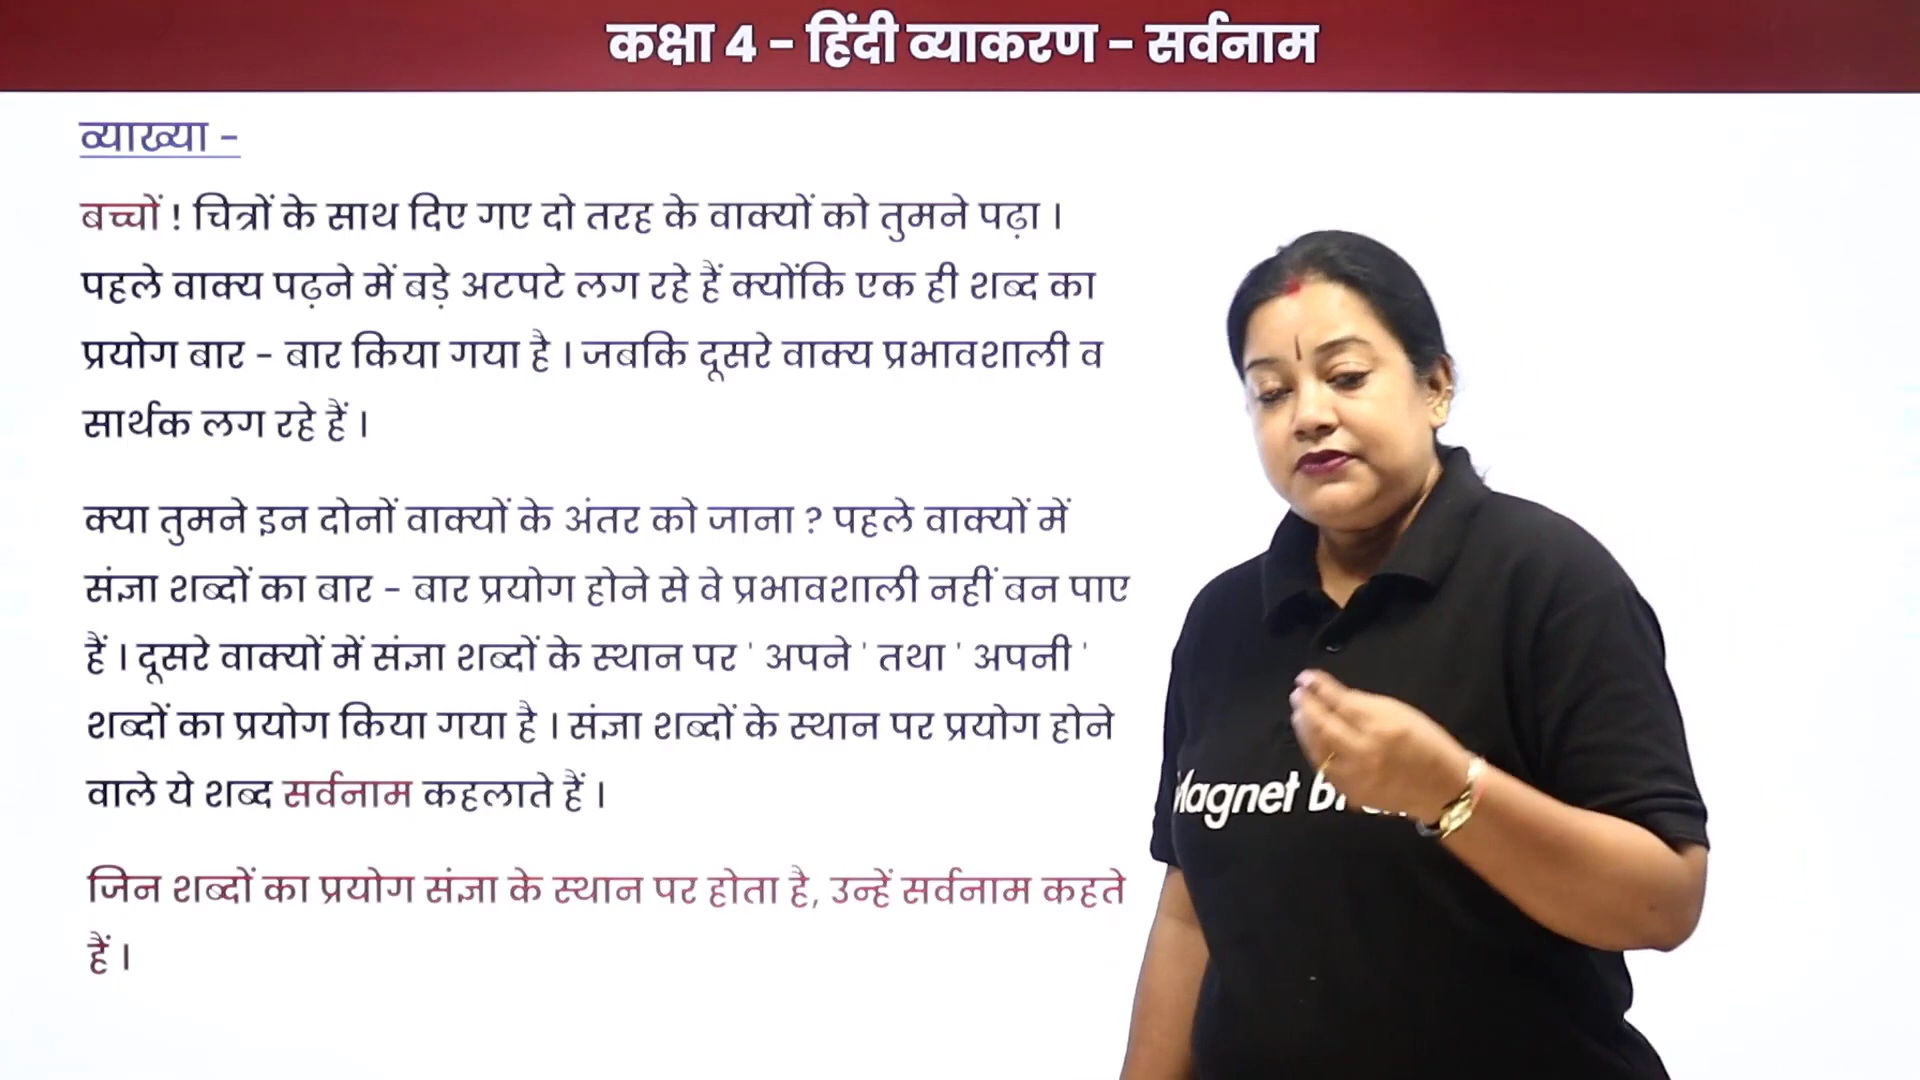 कक्षा 4 - हिंदी व्याकरण - सर्वनाम
व्याख्या -
बच्चों ! चित्रों के साथ दिए गए दो तरह के वाक्यों को तुमने पढ़ा ।
पहले वाक्य पढ़ने में बड़े अटपटे लग रहे हैं क्योंकि एक ही शब्द का
प्रयोग बार - बार किया गया है । जबकि दूसरे वाक्य प्रभावशाली व
सार्थक लग रहे हैं ।
क्या तुमने इन दोनों वाक्यों के अंतर को जाना ? पहले वाक्यों में
संज्ञा शब्दों का बार - बार प्रयोग होने से वे प्रभावशाली नहीं बन पाए
हैं । दूसरे वाक्यों में संज्ञा शब्दों के स्थान पर ' अपने ' तथा ' अपनी '
शब्दों का प्रयोग किया गया है । संज्ञा शब्दों के स्थान पर प्रयोग होने
वाले ये शब्द सर्वनाम कहलाते हैं ।
जिन शब्दों का प्रयोग संज्ञा के स्थान पर होता है, उन्हें सर्वनाम कहते
हैं ।
Magnet